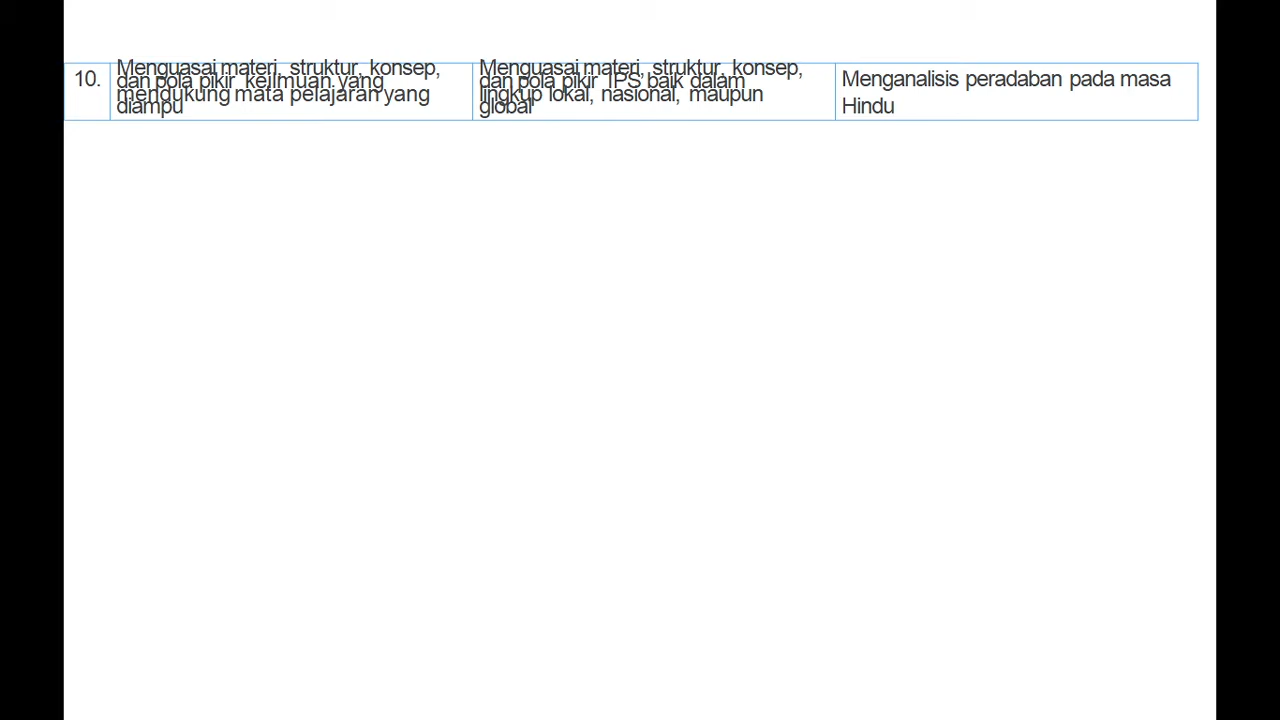 10.
Menguasai materi, struktur, konsep,
dan pola pikir keilmuan yang
mendukung mata pelajaran yang
diampu
Menguasai materi, struktur, konsep,
dan pola pikir IPS baik dalam
lingkup lokal, nasional, maupun
global
Menganalisis peradaban pada masa
Hindu